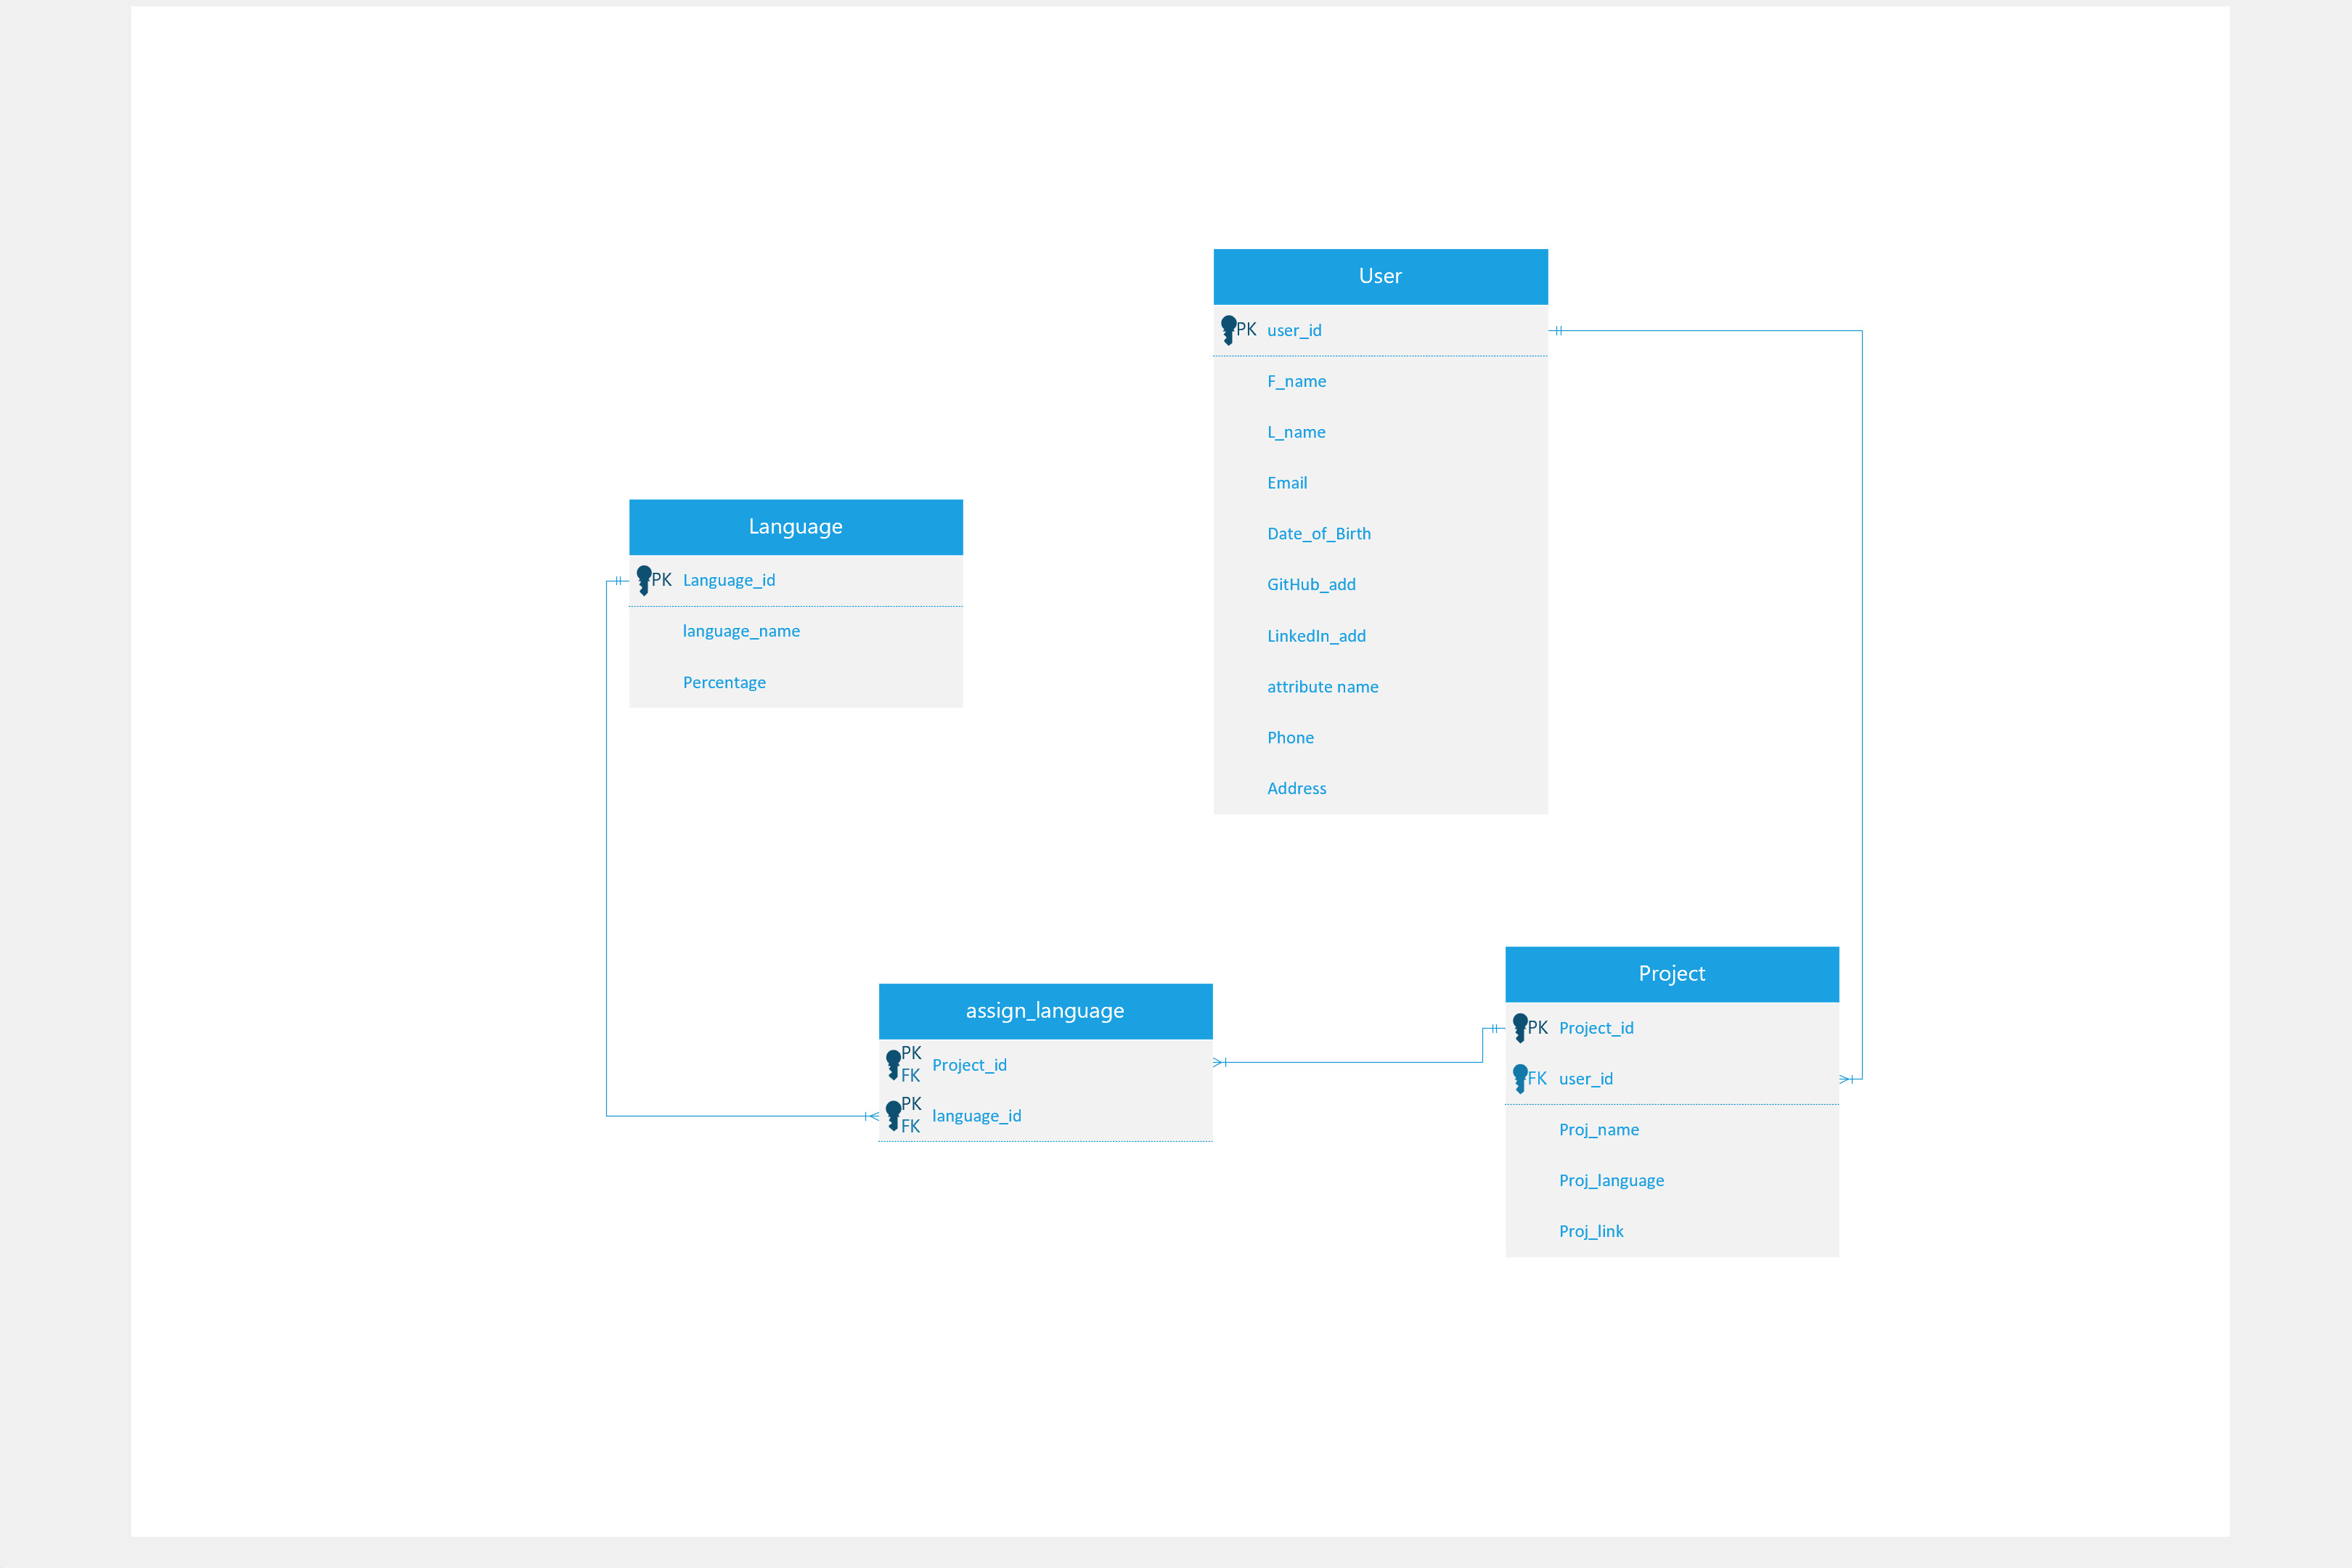 User
PK user_id
F_name
L_name
Email
Date_of_Birth
GitHub_add
LinkedIn_add
attribute name
Phone
Address
Language
PK Language_id
language_name
Percentage
assign_language
PK
FK
Project_id
PK
FK
language_id
Project
PK Project_id
FK user_id
Proj_name
Proj_language
Proj_link